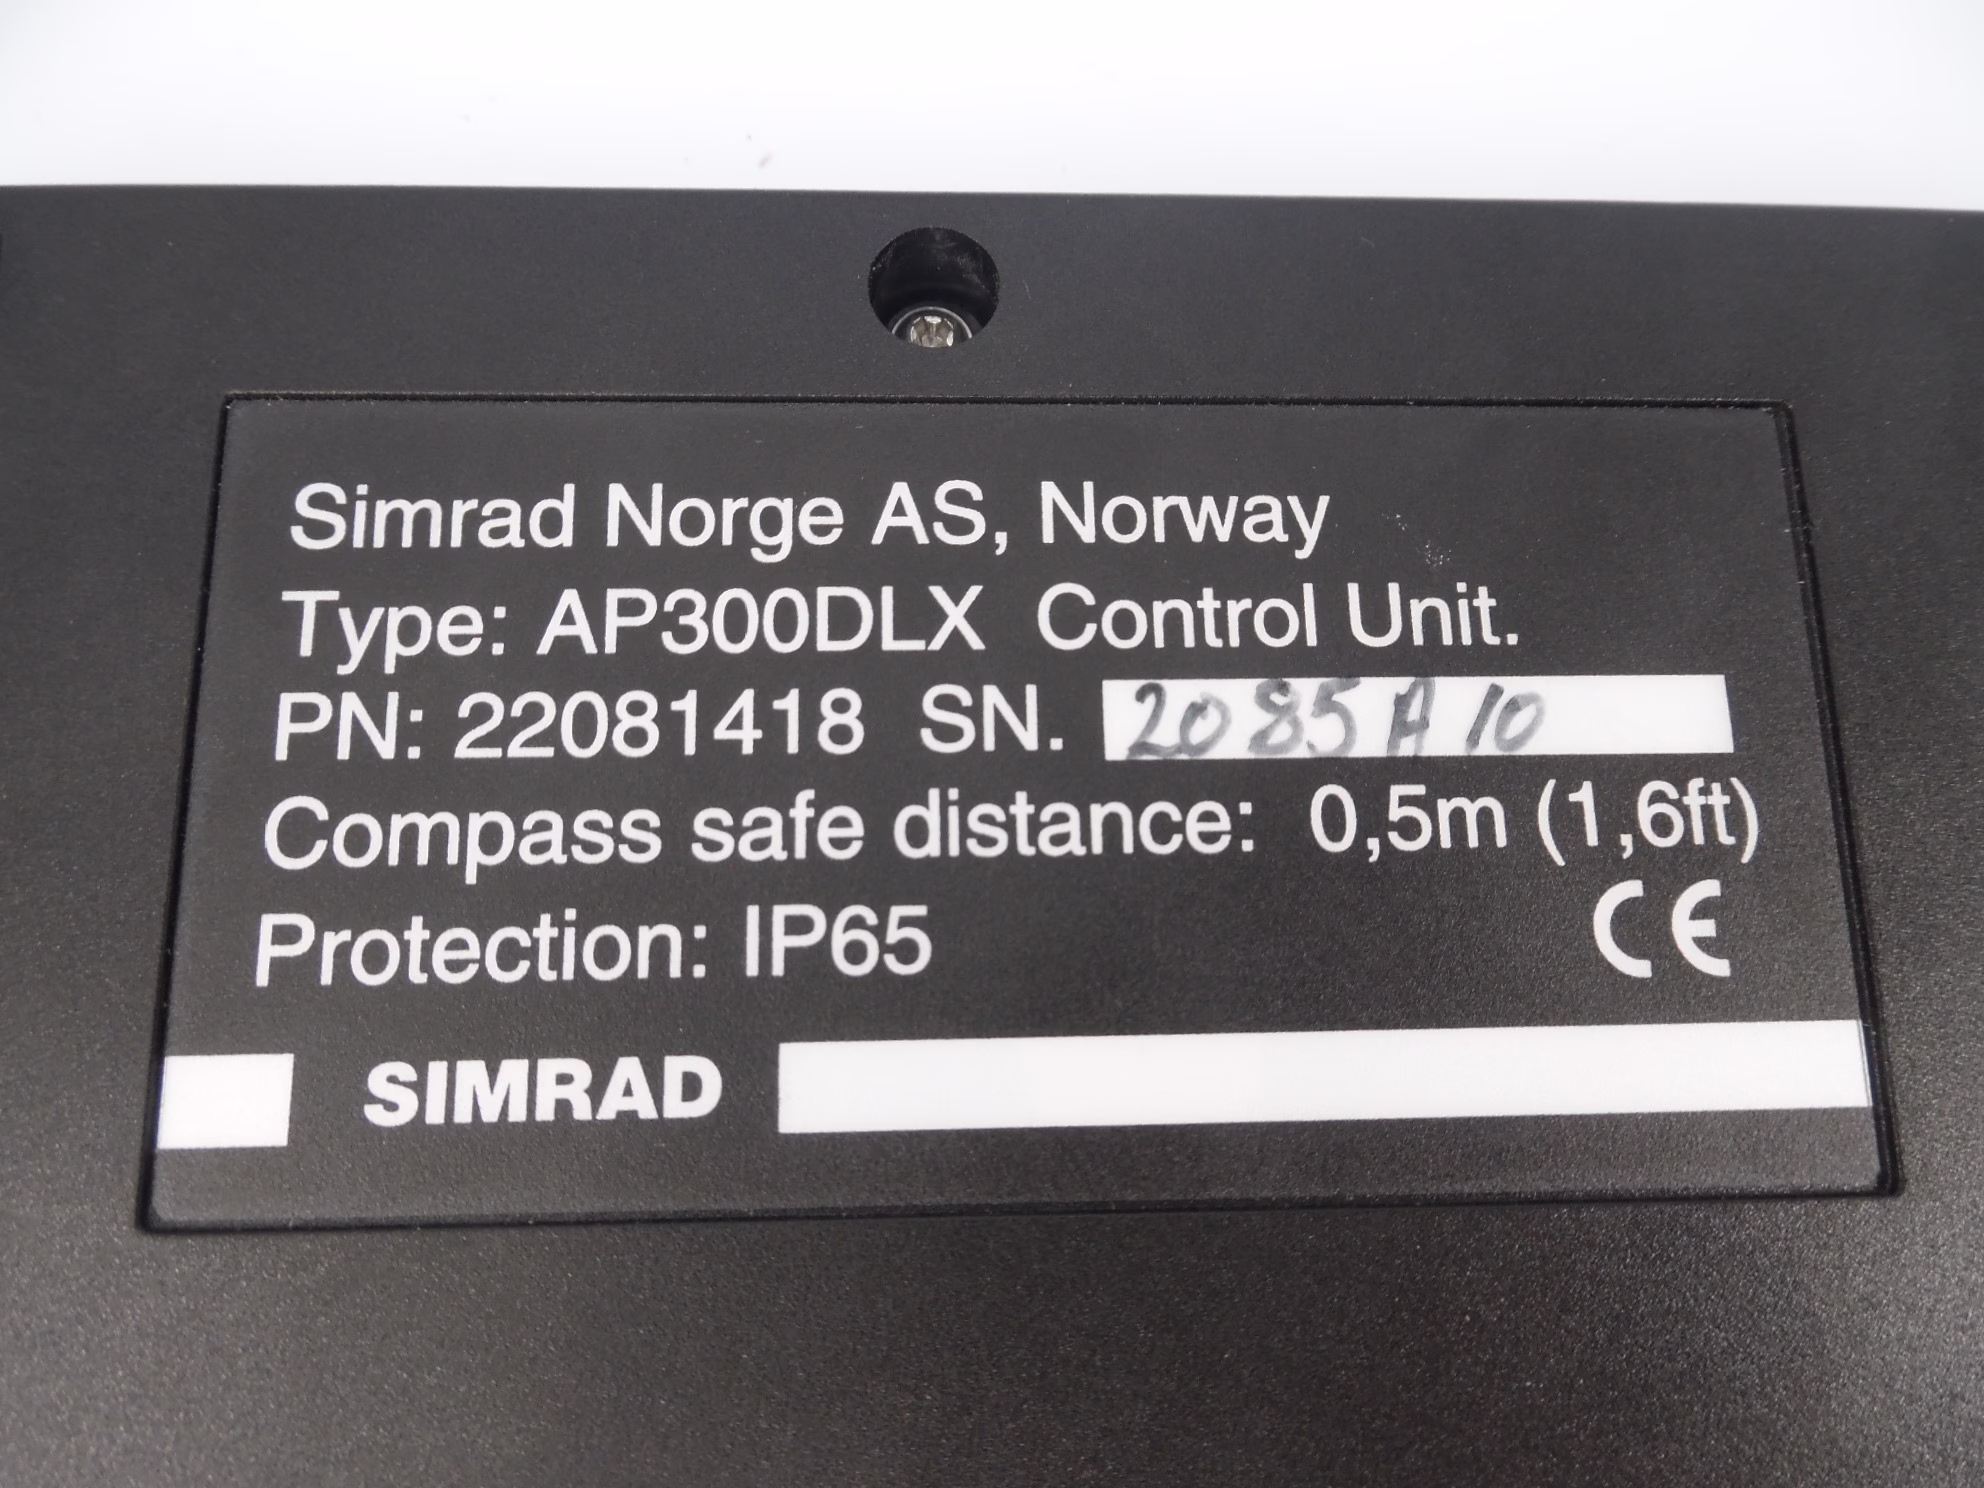 Simrad Norge AS, Norway
Type: AP300DLX Control Unit.
PN: 22081418 SN. 2085A10
Compass safe distance: 0,5m (1,6ft)
Protection: IP65 CE
SIMRAD